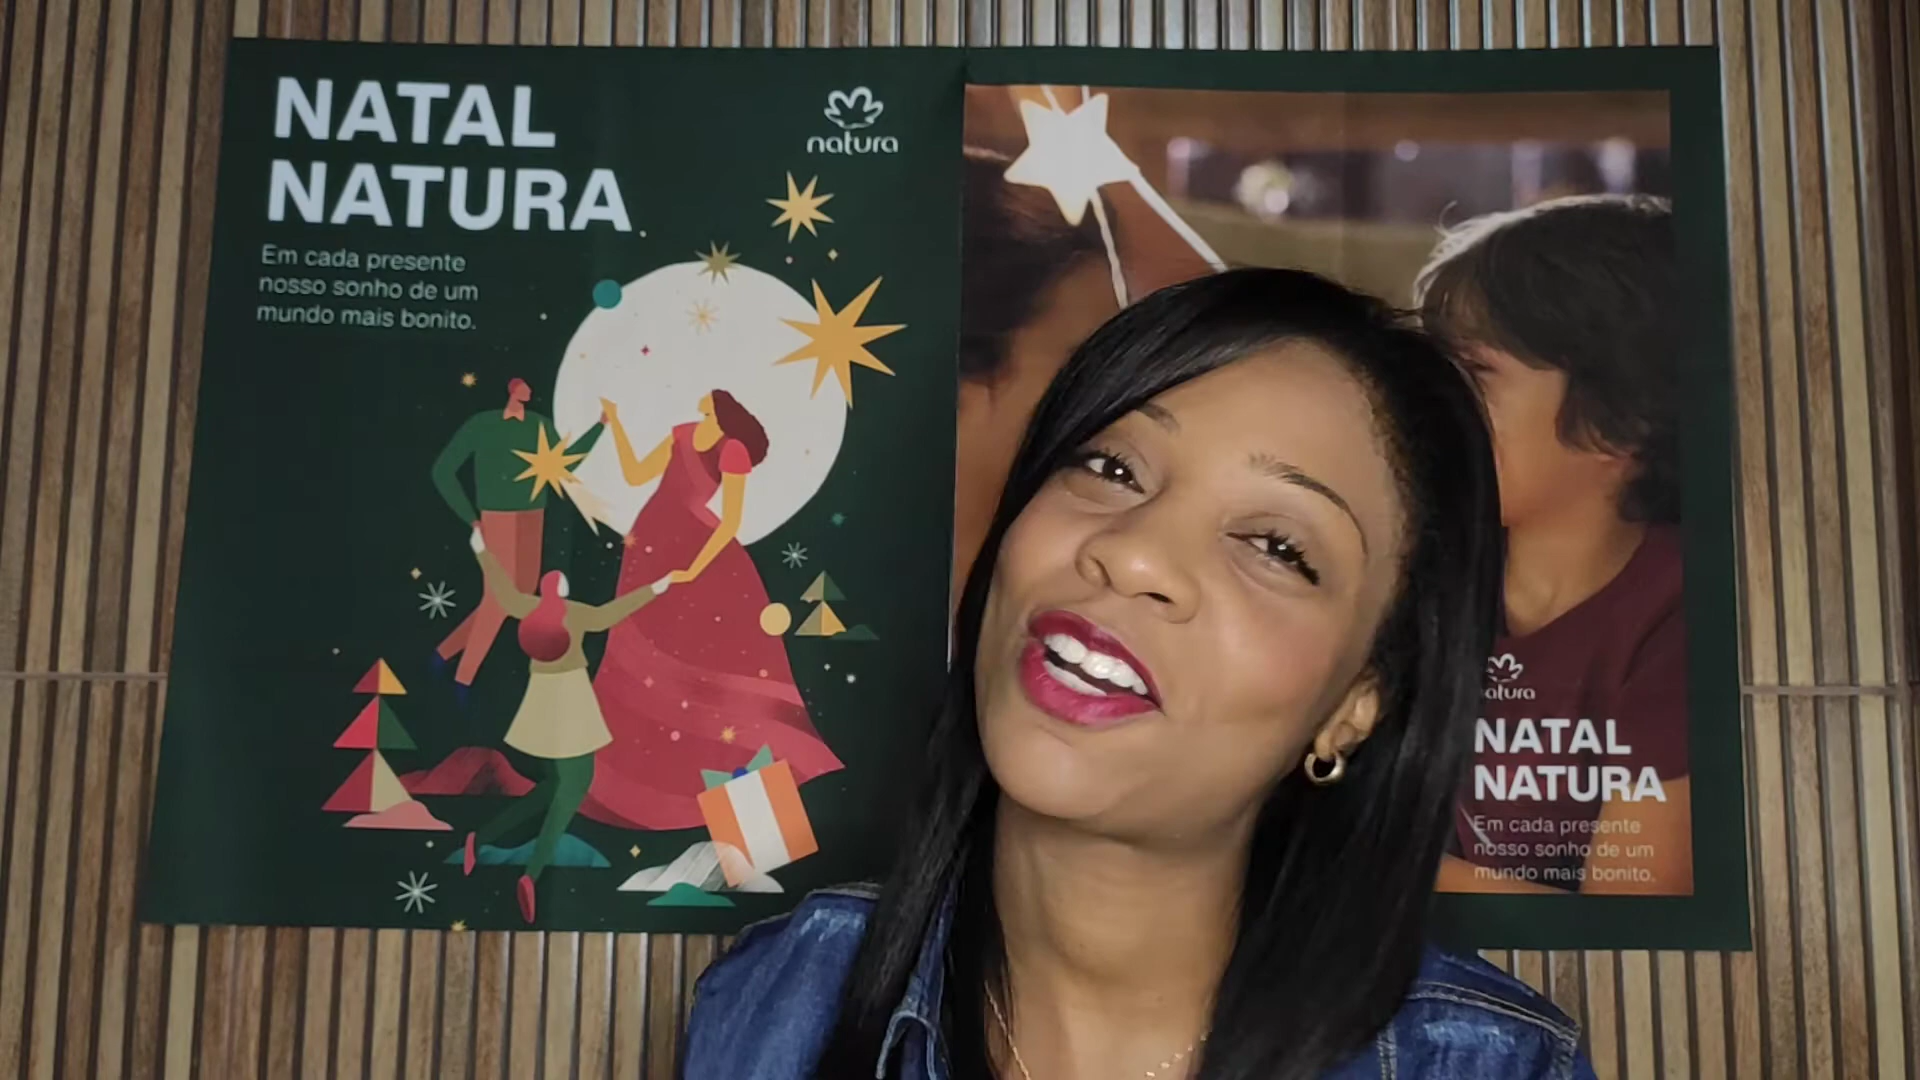 NATAL
NATURA
Em cada presente
nosso sonho de um
mundo mais bonito.
natura
natura
NATAL
NATURA
Em cada presente
nosso sonho de um
mundo mais bonito.